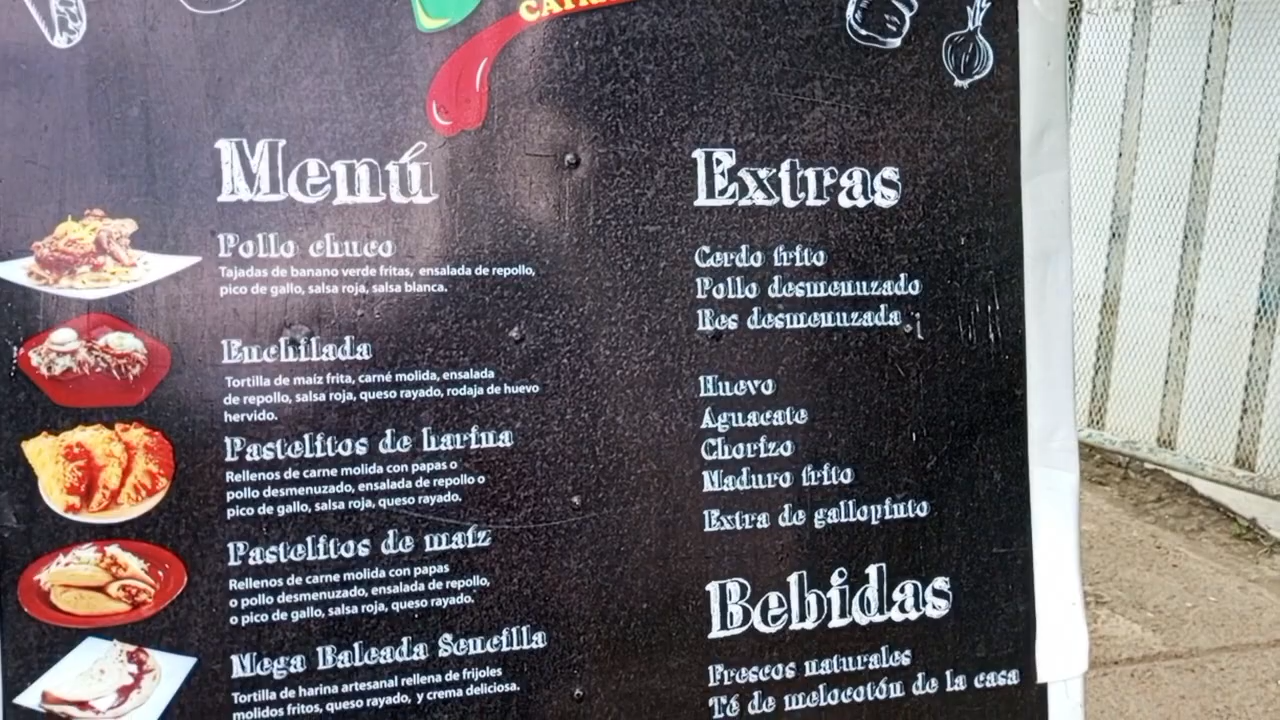 Menú
Pollo chuco
Tajadas de banano verde fritas, ensalada de repollo,
pico de gallo, salsa roja, salsa blanca.
Enchilada
Tortilla de maíz frita, carné molida, ensalada
de repollo, salsa roja, queso rayado, rodaja de huevo
hervido.
Pastelitos de harina
Rellenos de carne molida con papas o
pollo desmenuzado, ensalada de repollo o
pico de gallo, salsa roja, queso rayado.
Pastelitos de maíz
Rellenos de carne molida con papas
o pollo desmenuzado, ensalada de repollo,
o pico de gallo, salsa roja, queso rayado.
Mega Baleada Sencilla
Tortilla de harina artesanal rellena de frijoles
molidos fritos, queso rayado, y crema deliciosa.
Extras
Cerdo frito
Pollo desmenuzado
Res desmenuzada
Huevo
Aguacate
Chorizo
Maduro frito
Extra de gallopinto
Bebidas
Frescos naturales
Té de melocotón de la casa